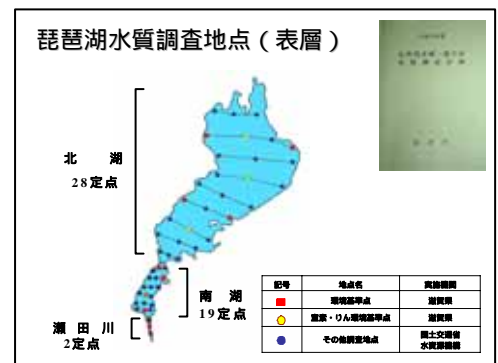 琵琶湖水質調査地点（表層）
北 湖
28定点
南 湖
19定点
瀬 田 川
2定点
記号 地点名 実施機関
環境基準点 滋賀県
窒素・りん環境基準点 滋賀県
その他調査地点 国土交通省
水資源機構